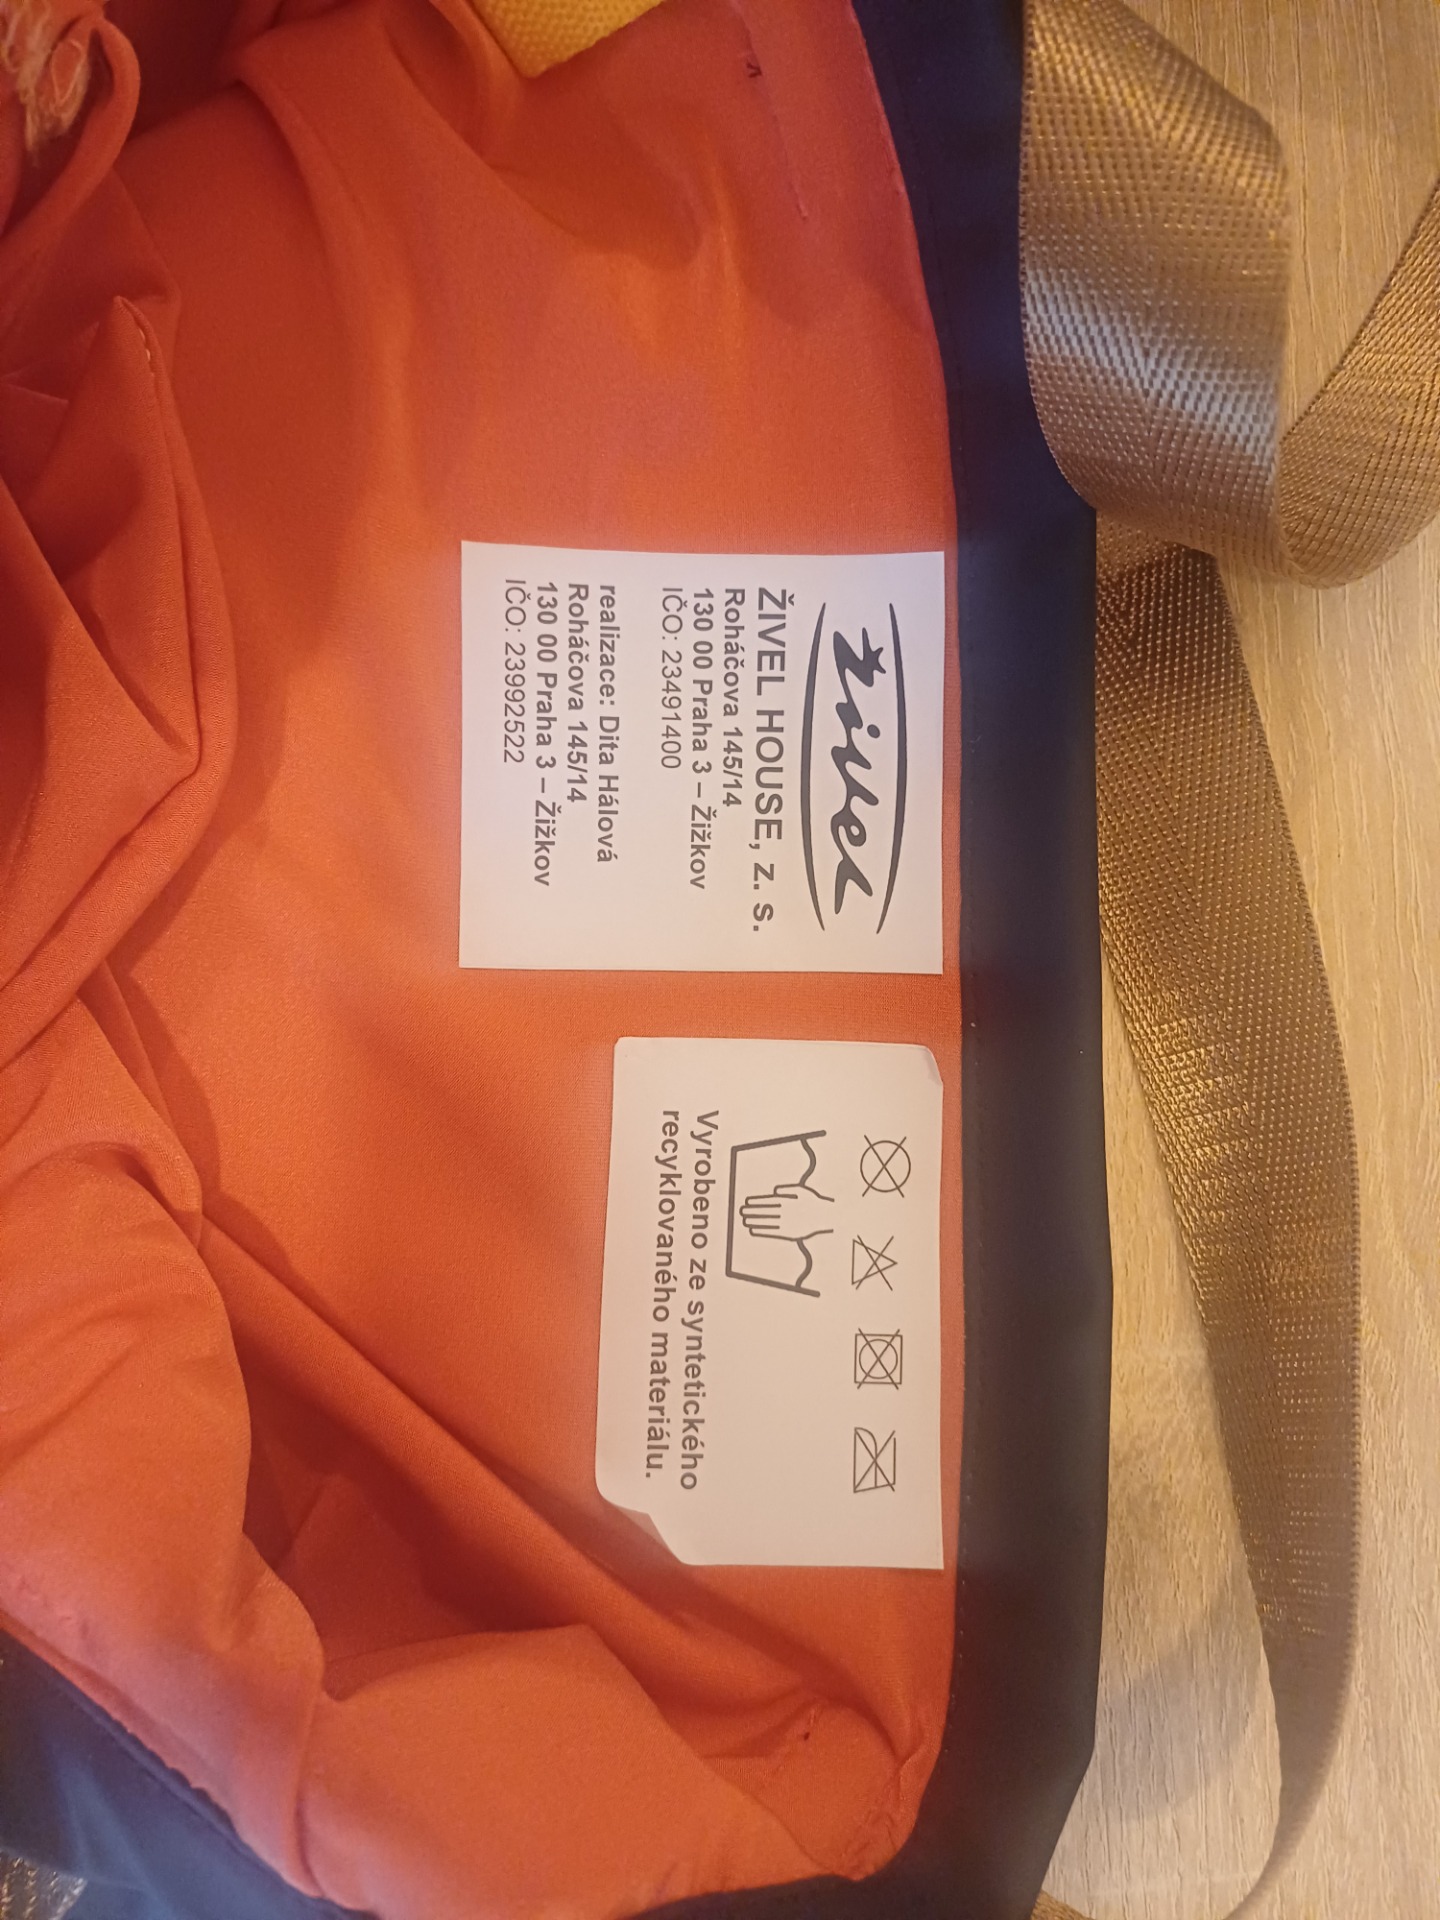 živel
ŽIVEL HOUSE, z. s.
Roháčova 145/14
130 00 Praha 3 – Žižkov
IČO: 23491400
realizace: Dita Hálová
Roháčova 145/14
130 00 Praha 3 – Žižkov
IČO: 23992522
Vyrobeno ze syntetického
recyklovaného materiálu.